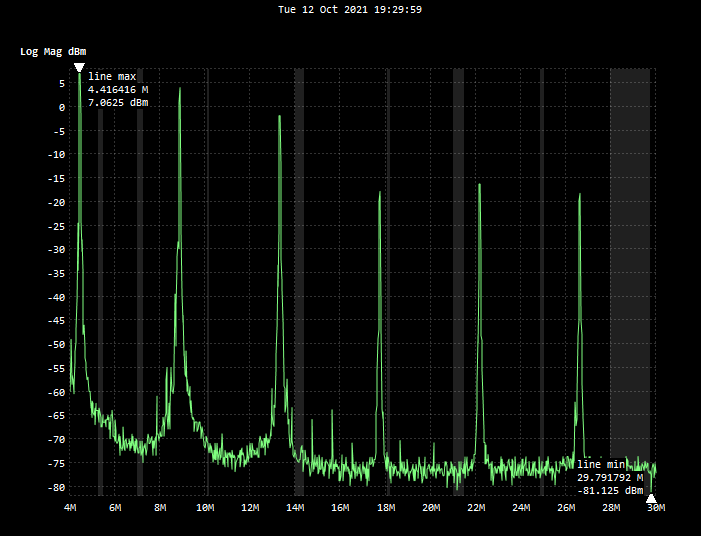 Tue 12 Oct 2021 19:29:59
Log Mag dBm
line max
4.416416 M
7.0625 dBm
5
0
-5
-10
-15
-20
-25
-30
-35
-40
-45
-50
-55
-60
-65
-70
-75
-80
line min
29.791792 M
-81.125 dBm
4M 6M 8M 10M 12M 14M 16M 18M 20M 22M 24M 26M 28M 30M